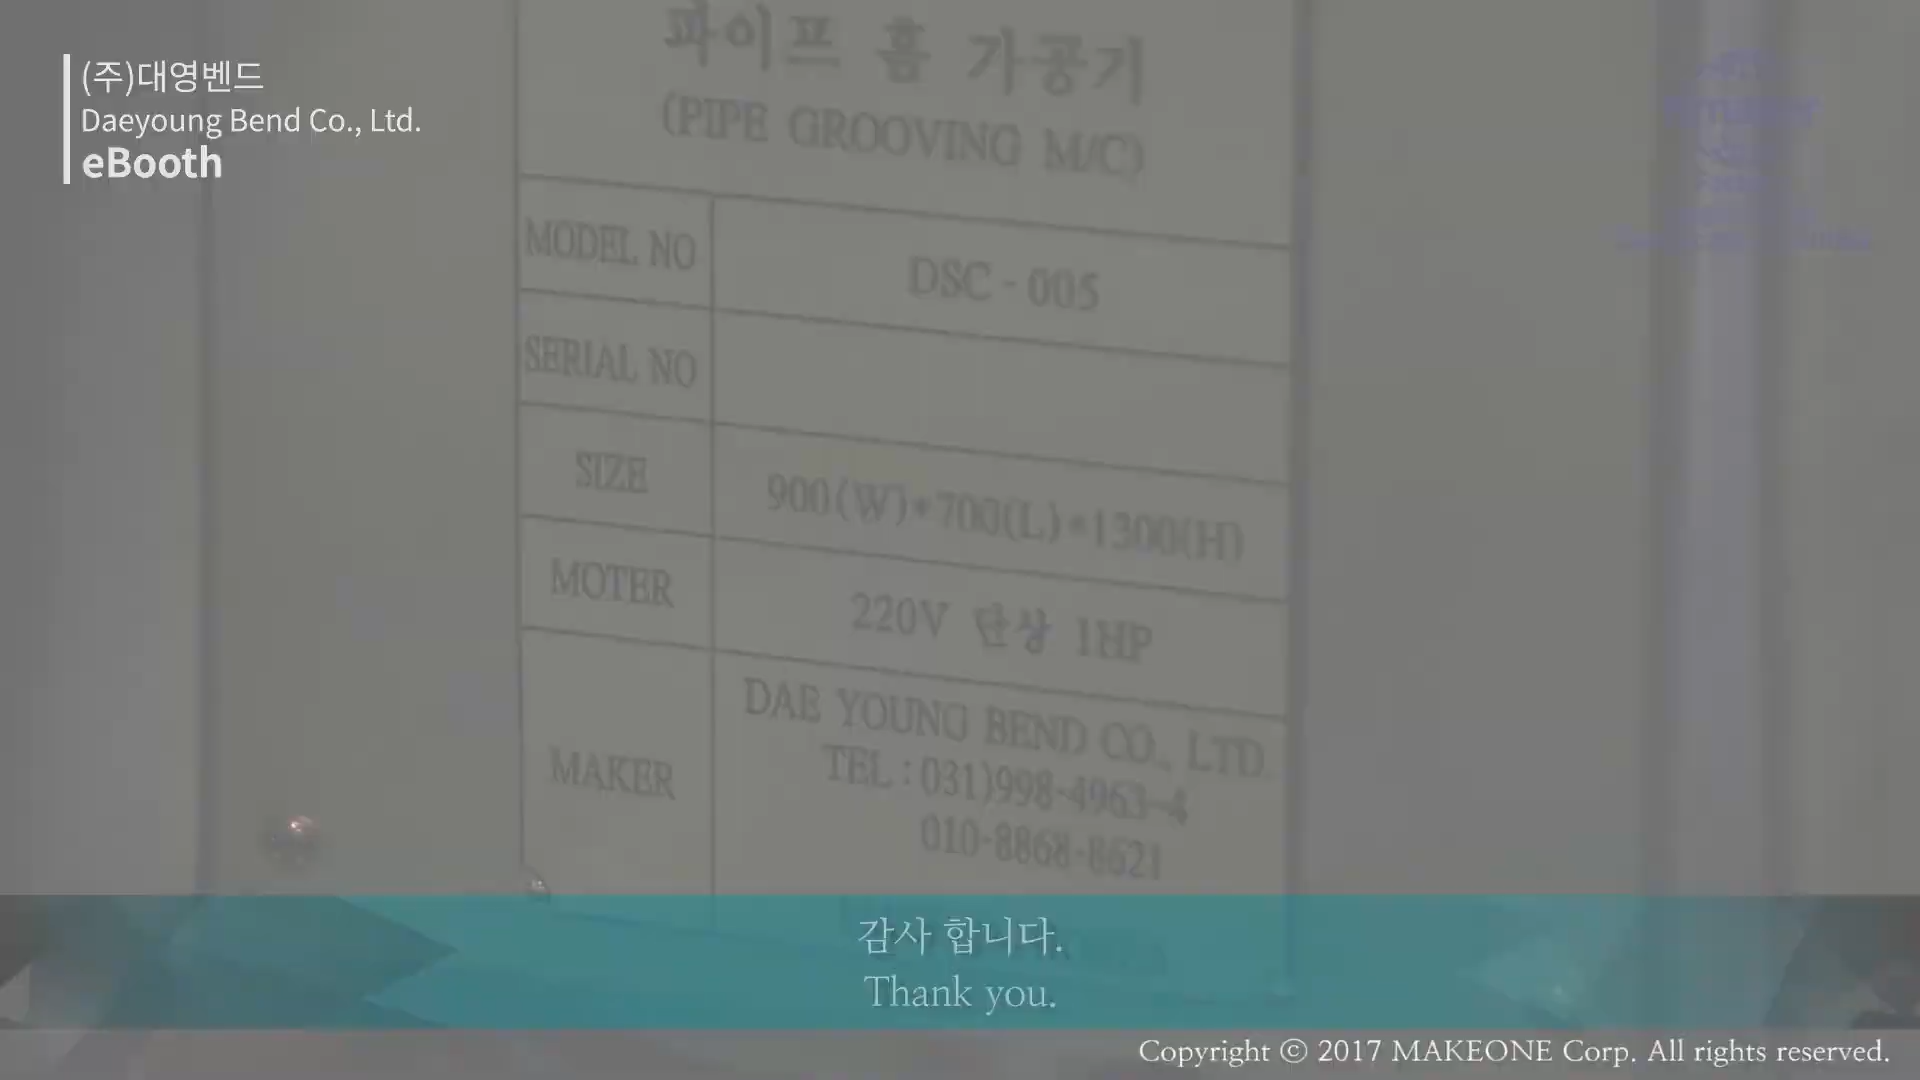 (주)대영벤드
Daeyoung Bend Co., Ltd.
eBooth
파이프 홈 가공기
(PIPE GROOVING M/C)
MODEL NO DSC - 005
SERIAL NO
SIZE 900(W)*700(L)*1300(H)
MOTER 220V 단상 1HP
MAKER DAE YOUNG BEND CO., LTD.
TEL : 031)998-4963~4
010-8868-8621
감사 합니다.
Thank you.
Copyright ⓒ 2017 MAKEONE Corp. All rights reserved.